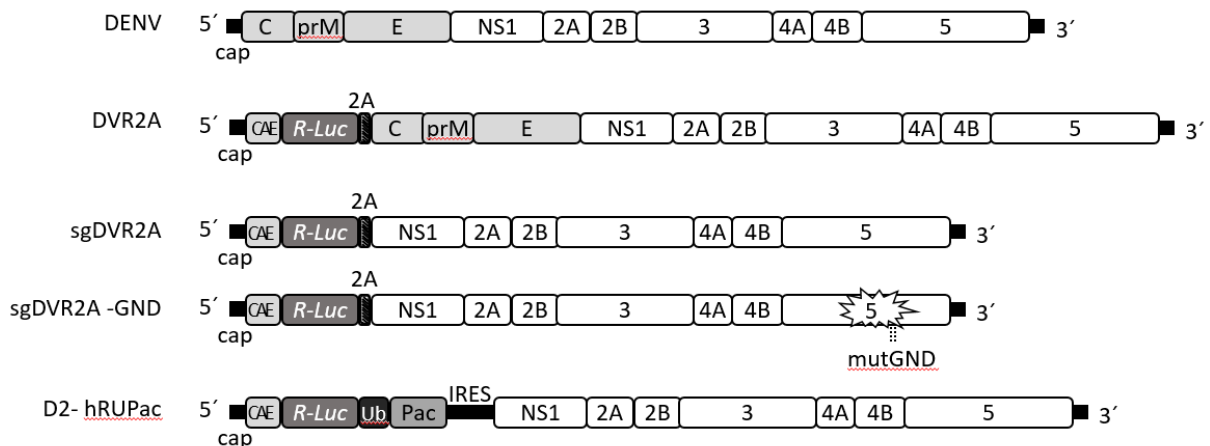 DENV 5´ C prM E NS1 2A 2B 3 4A 4B 5 3´
cap
2A
DVR2A 5´ CAE R-Luc C prM E NS1 2A 2B 3 4A 4B 5 3´
cap
2A
sgDVR2A 5´ CAE R-Luc NS1 2A 2B 3 4A 4B 5 3´
cap
2A
sgDVR2A -GND 5´ CAE R-Luc NS1 2A 2B 3 4A 4B 5 3´
cap
mutGND
IRES
D2- hRUPac 5´ CAE R-Luc Ub Pac NS1 2A 2B 3 4A 4B 5 3´
cap